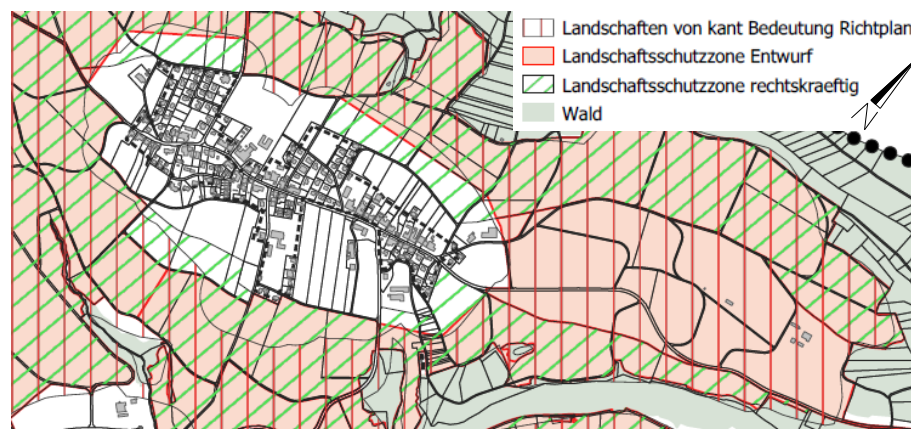 Landschaften von kant Bedeutung Richtplan
Landschaftsschutzzone Entwurf
Landschaftsschutzzone rechtskraeftig
Wald
N